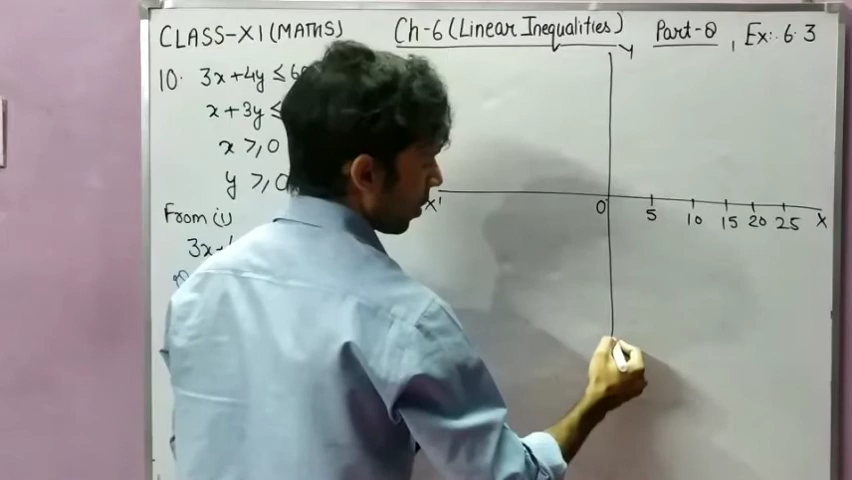 CLASS-XI (MATHS) Ch-6 (Linear Inequalities) Part-8, Ex:- 6.3
10. 3x+4y ≤
x+3y ≤
x ≥ 0
y ≥ 0
From (i)
Y
X' 0 5 10 15 20 25 X